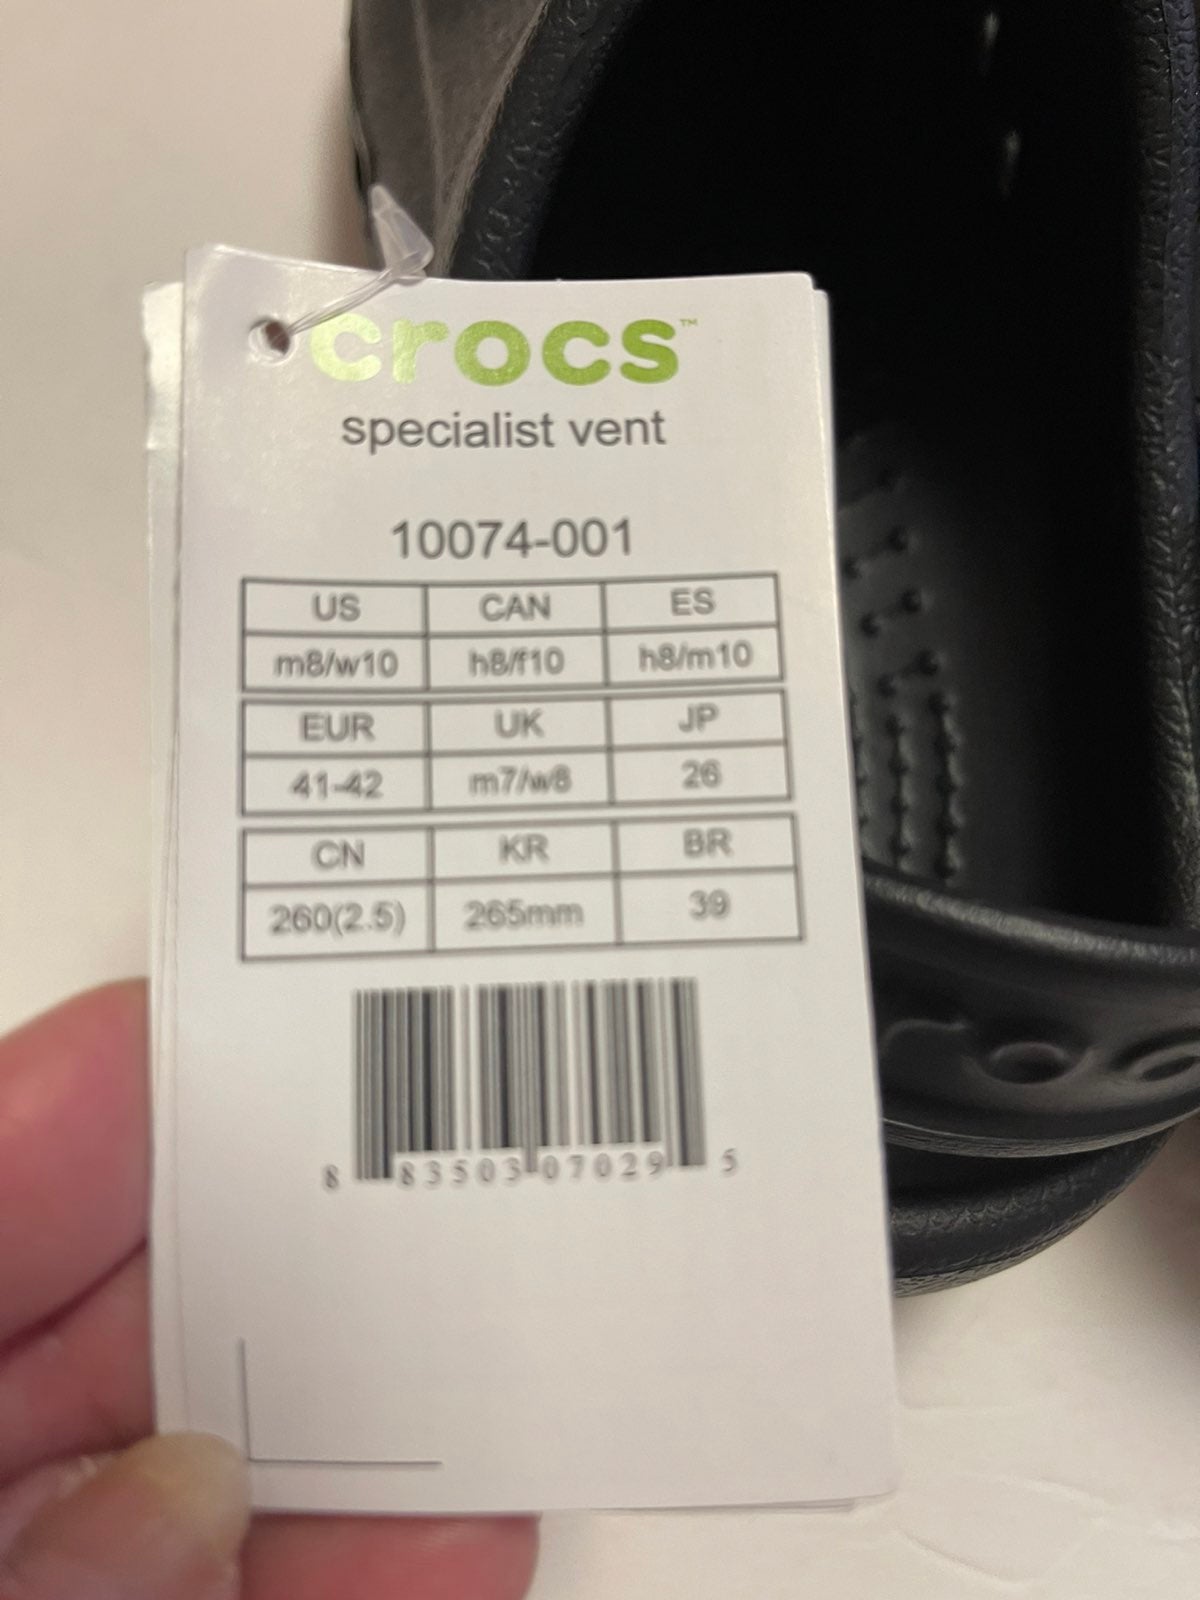 crocs™
specialist vent
10074-001
US CAN ES
m8/w10 h8/f10 h8/m10
EUR UK JP
41-42 m7/w8 26
CN KR BR
260(2.5) 265mm 39
8 83503 07029 5